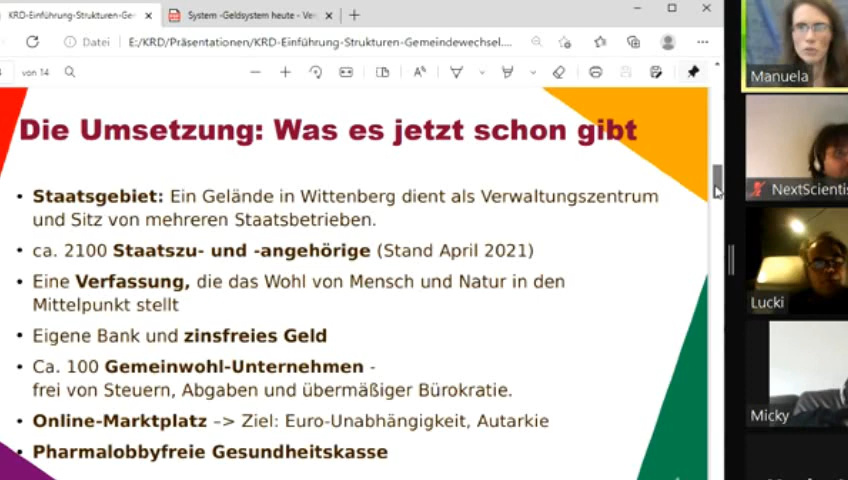 KRD-Einführung-Strukturen-Ge
System -Geldsystem heute - Ve
Datei
E:/KRD/Präsentationen/KRD-Einführung-Strukturen-Gemeindewechsel....
von 14
Die Umsetzung: Was es jetzt schon gibt
• Staatsgebiet: Ein Gelände in Wittenberg dient als Verwaltungszentrum
und Sitz von mehreren Staatsbetrieben.
• ca. 2100 Staatszu- und -angehörige (Stand April 2021)
• Eine Verfassung, die das Wohl von Mensch und Natur in den
Mittelpunkt stellt
• Eigene Bank und zinsfreies Geld
• Ca. 100 Gemeinwohl-Unternehmen -
frei von Steuern, Abgaben und übermäßiger Bürokratie.
• Online-Marktplatz –> Ziel: Euro-Unabhängigkeit, Autarkie
• Pharmalobbyfreie Gesundheitskasse
Manuela
NextScientis
Lucki
Micky